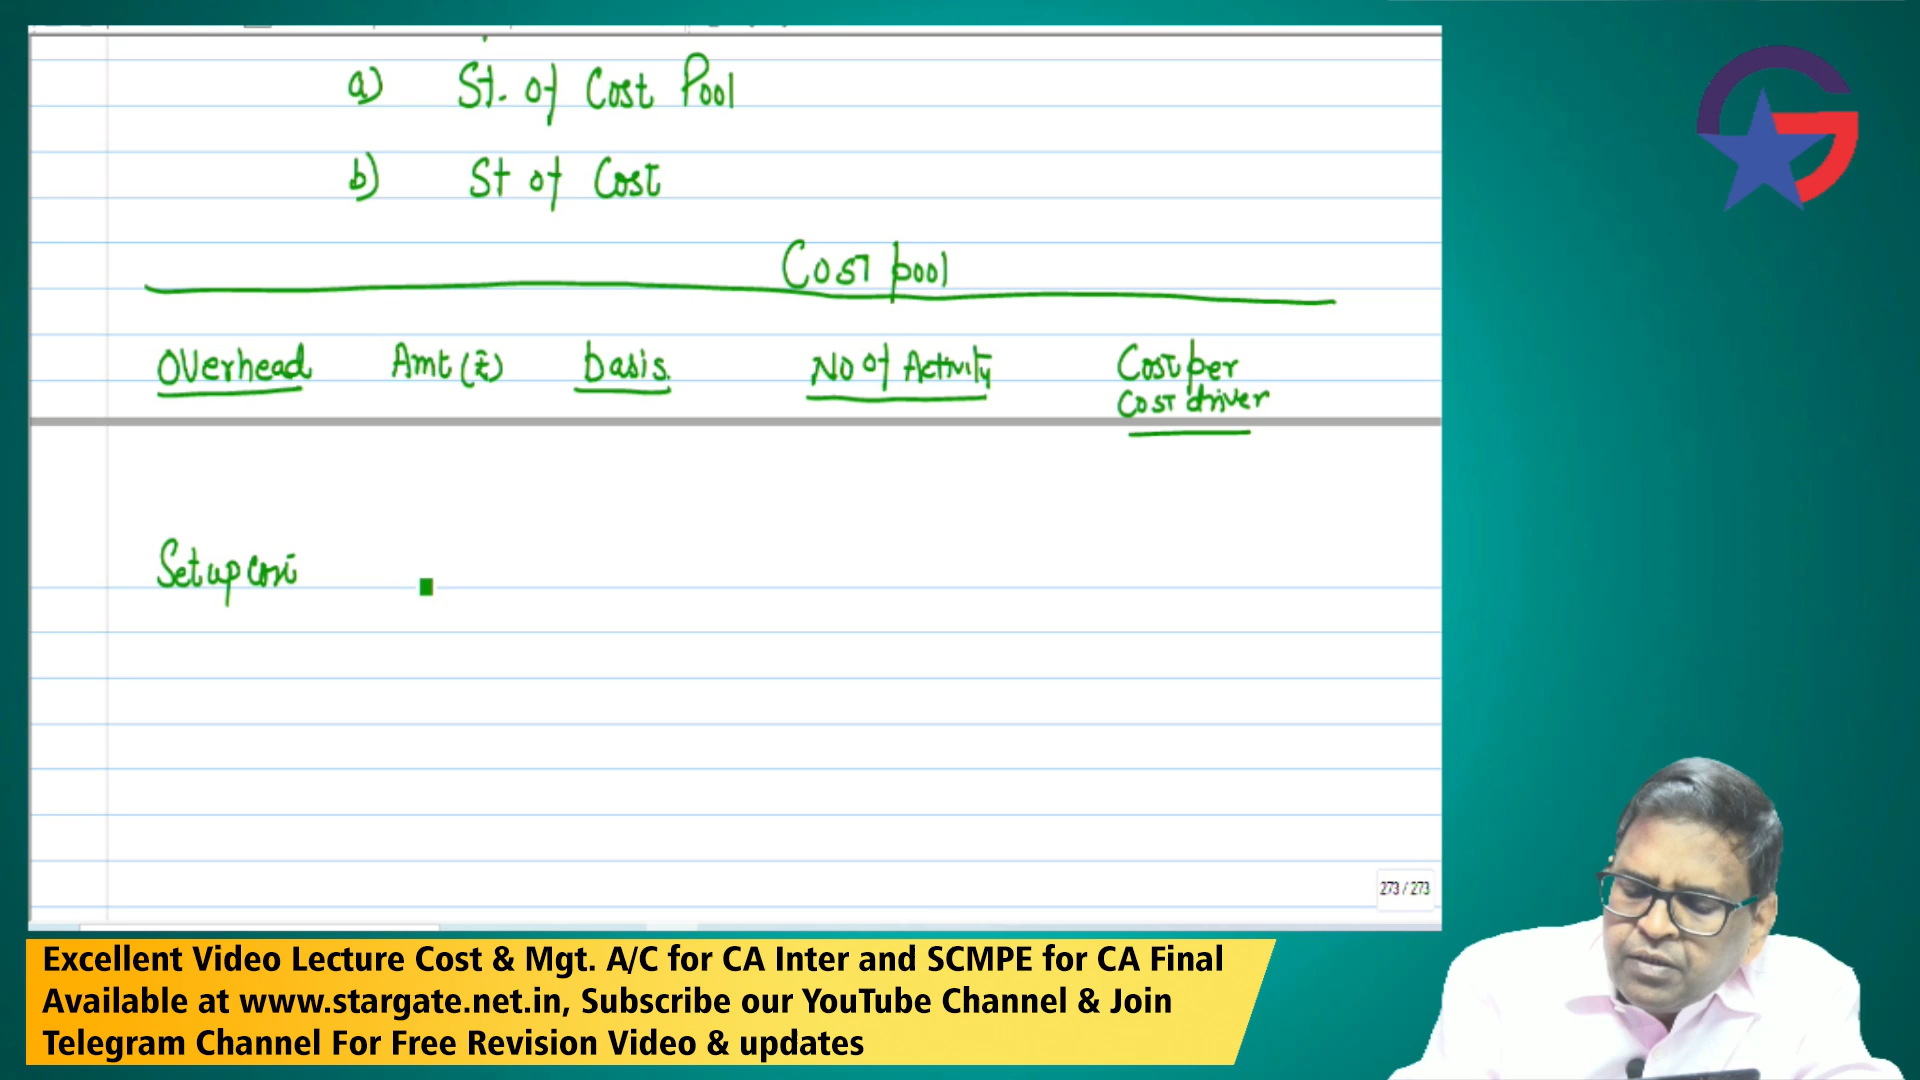 a) St. of Cost Pool
b) St of Cost
Cost pool
Overhead Amt (₹) basis. No of Activity Cost per
Cost driver
Set up cost
273 / 273
Excellent Video Lecture Cost & Mgt. A/C for CA Inter and SCMPE for CA Final
Available at www.stargate.net.in, Subscribe our YouTube Channel & Join
Telegram Channel For Free Revision Video & updates